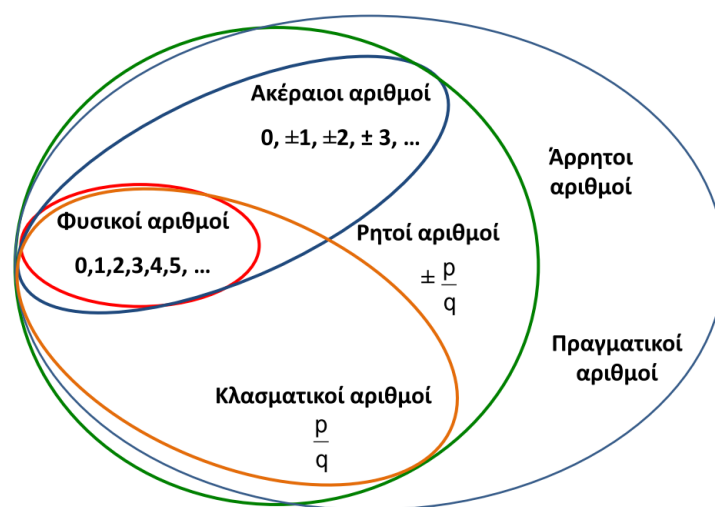 Ακέραιοι αριθμοί
0, ±1, ±2, ± 3, ...
Άρρητοι
αριθμοί
Φυσικοί αριθμοί
0,1,2,3,4,5, ...
Ρητοί αριθμοί
± p/q
Πραγματικοί
αριθμοί
Κλασματικοί αριθμοί
p/q